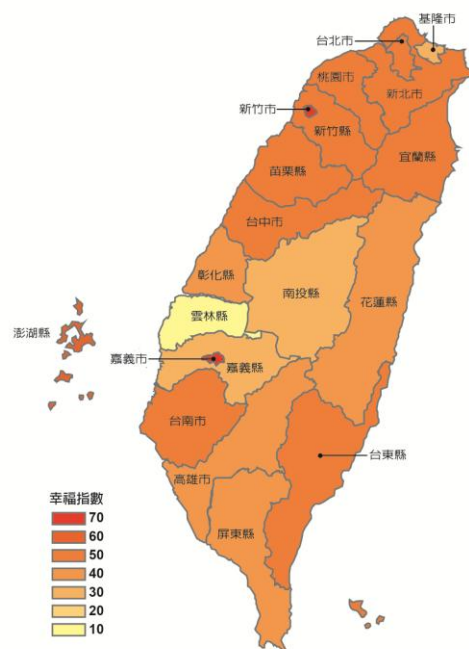 基隆市
台北市
桃園市
新北市
新竹市
新竹縣
宜蘭縣
苗栗縣
台中市
彰化縣
南投縣
花蓮縣
雲林縣
澎湖縣
嘉義市
嘉義縣
台南市
台東縣
高雄市
屏東縣
幸福指數
70
60
50
40
30
20
10